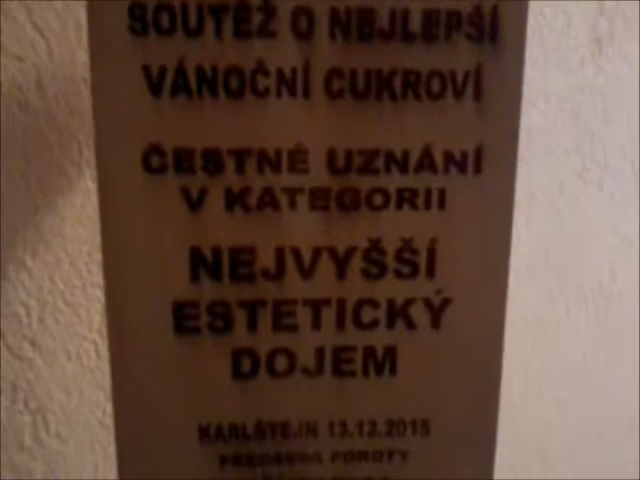 SOUTĚŽ O NEJLEPŠÍ
VÁNOČNÍ CUKROVÍ
ČESTNÉ UZNÁNÍ
V KATEGORII
NEJVYŠŠÍ
ESTETICKÝ
DOJEM
KARLŠTEJN 13.12.2015
PŘEDSEDA POROTY